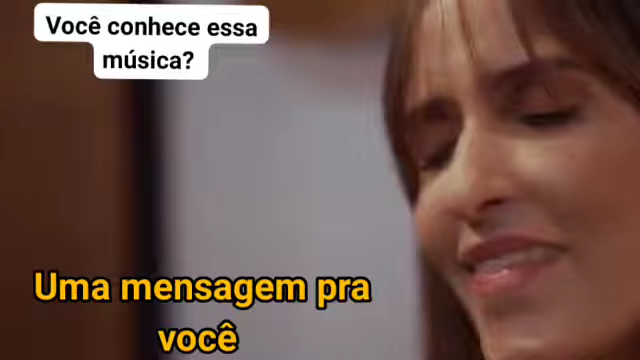 Você conhece essa
música?
Uma mensagem pra
você